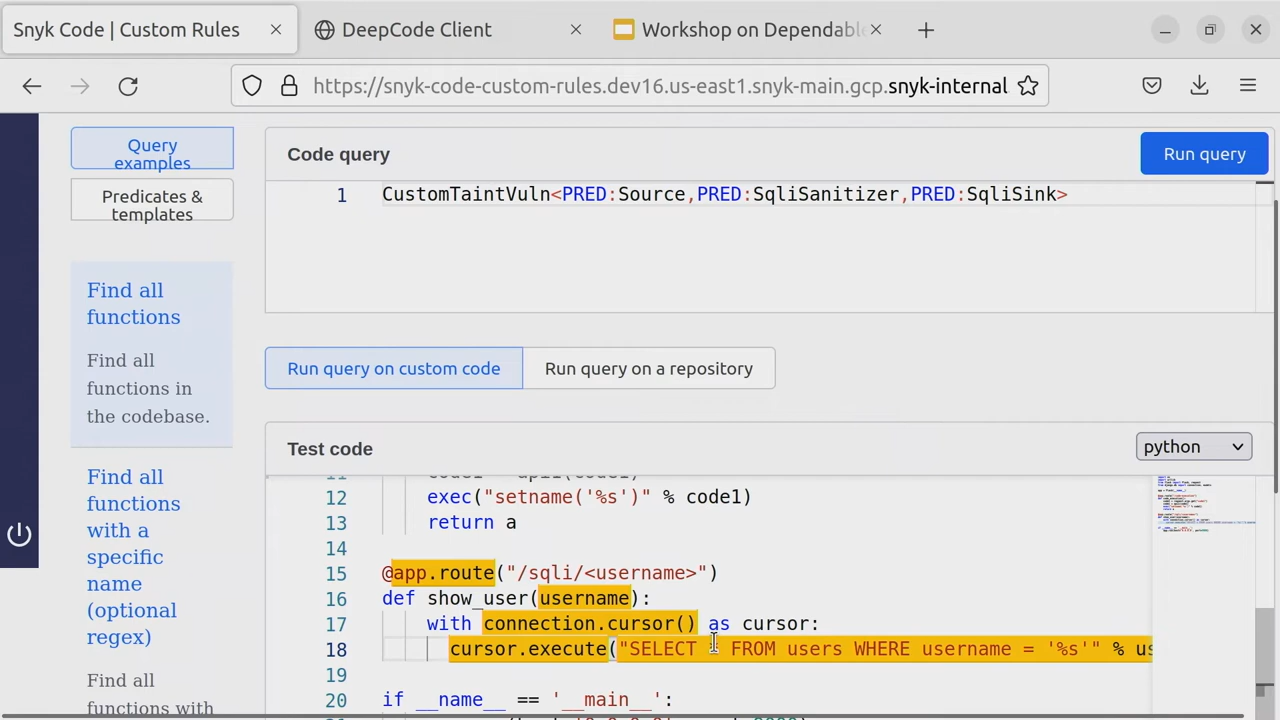 Snyk Code | Custom Rules
DeepCode Client
Workshop on Dependable
https://snyk-code-custom-rules.dev16.us-east1.snyk-main.gcp.snyk-internal
Query examples
Predicates & templates
Find all functions
Find all functions in the codebase.
Find all functions with a specific name (optional regex)
Find all functions with
Code query
Run query
1 CustomTaintVuln<PRED:Source,PRED:SqliSanitizer,PRED:SqliSink>
Run query on custom code
Run query on a repository
Test code
python
12 exec("setname('%s')" % code1)
13 return a
14
15 @app.route("/sqli/<username>")
16 def show_user(username):
17 with connection.cursor() as cursor:
18 cursor.execute("SELECT * FROM users WHERE username = '%s'" % us
19
20 if __name__ == '__main__':